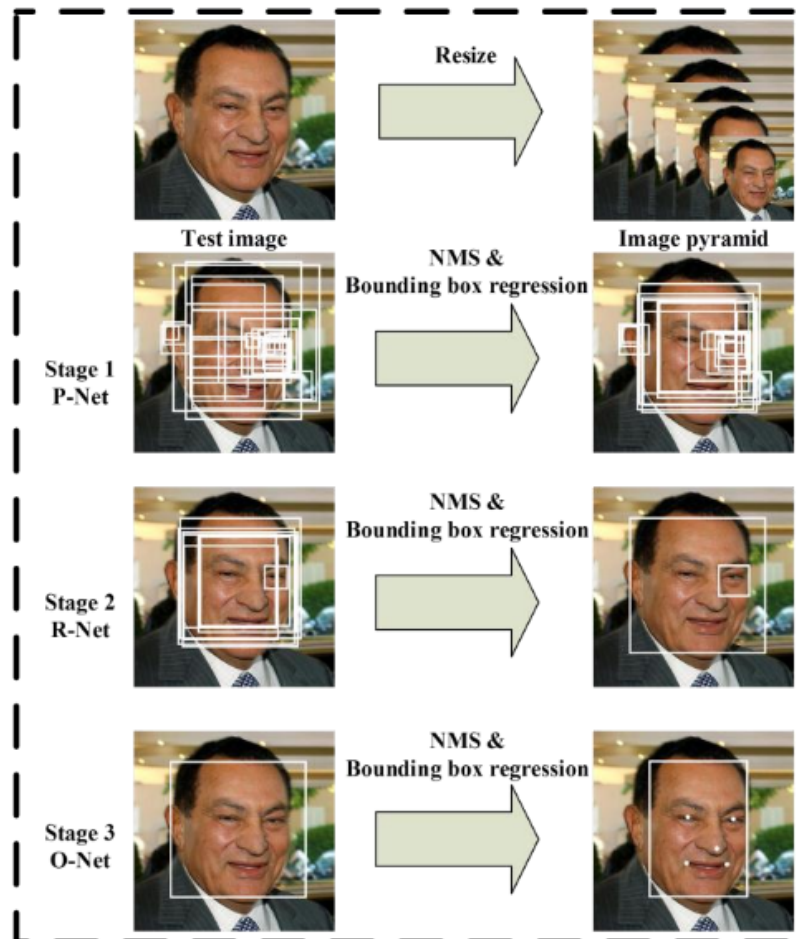 Resize
Test image
Image pyramid
NMS &
Bounding box regression
Stage 1
P-Net
NMS &
Bounding box regression
Stage 2
R-Net
NMS &
Bounding box regression
Stage 3
O-Net